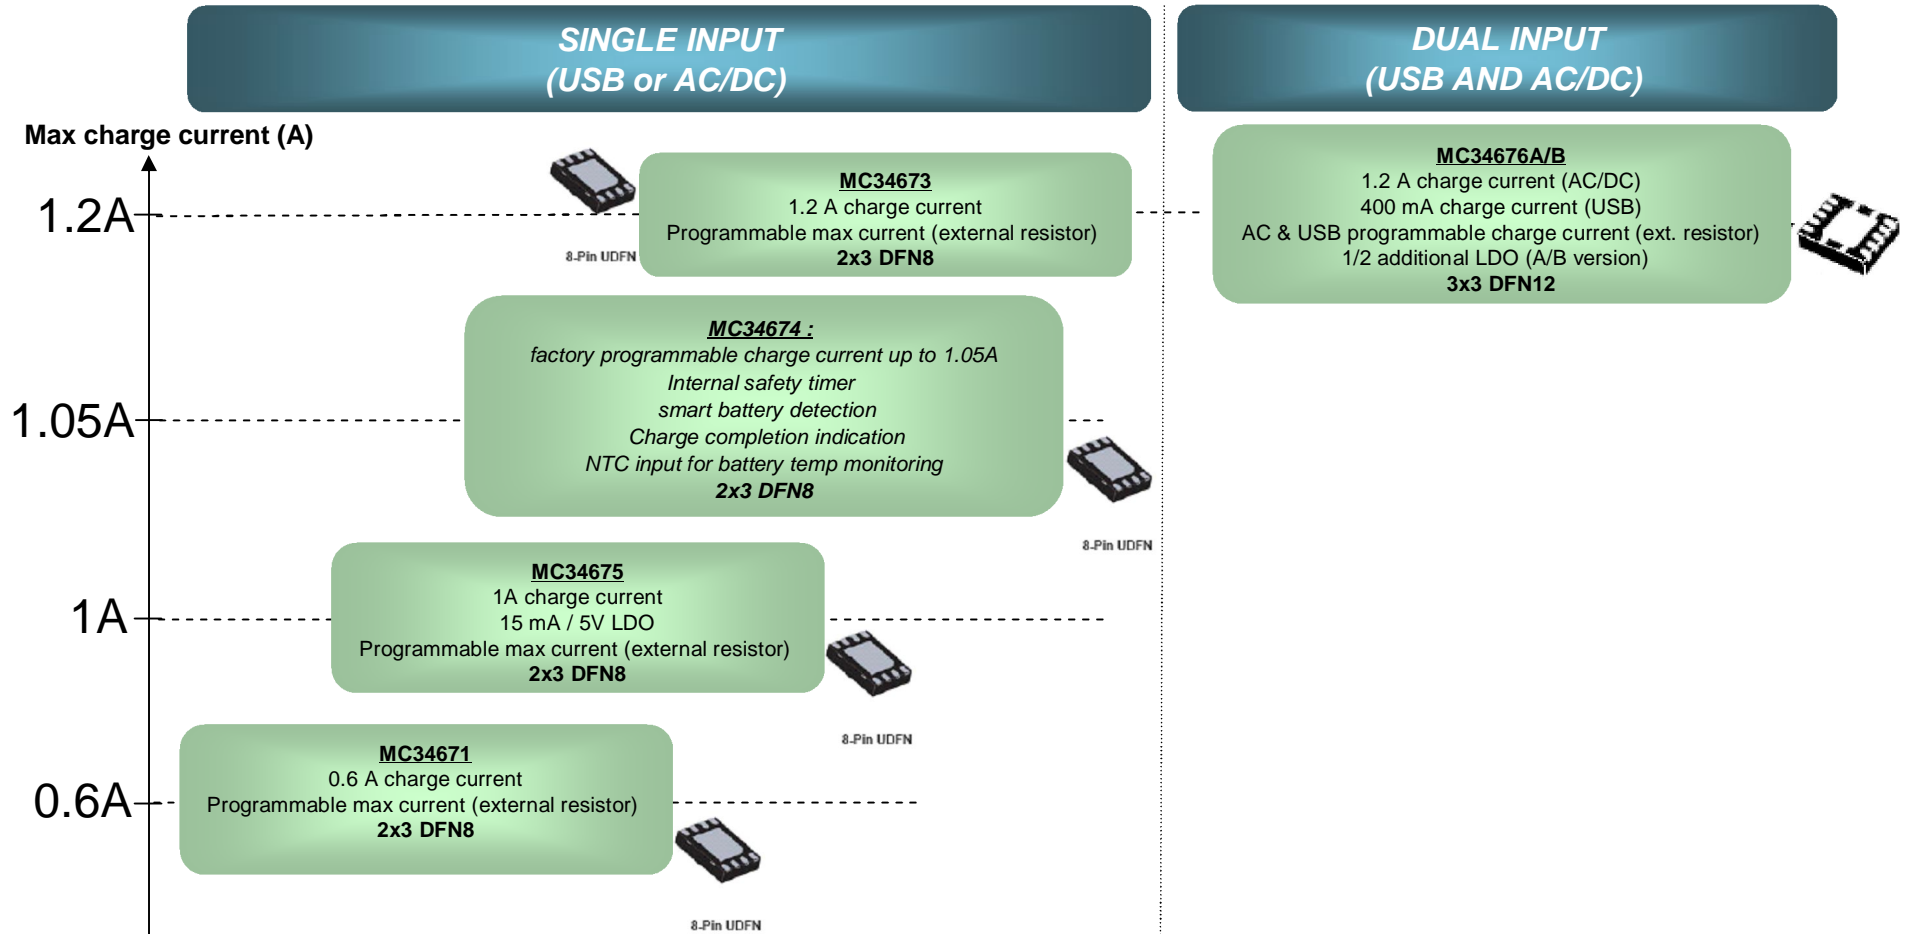 SINGLE INPUT
(USB or AC/DC)
DUAL INPUT
(USB AND AC/DC)
Max charge current (A)
1.2A
8-Pin UDFN
MC34673
1.2 A charge current
Programmable max current (external resistor)
2x3 DFN8
MC34676A/B
1.2 A charge current (AC/DC)
400 mA charge current (USB)
AC & USB programmable charge current (ext. resistor)
1/2 additional LDO (A/B version)
3x3 DFN12
1.05A
MC34674 :
factory programmable charge current up to 1.05A
Internal safety timer
smart battery detection
Charge completion indication
NTC input for battery temp monitoring
2x3 DFN8
8-Pin UDFN
1A
MC34675
1A charge current
15 mA / 5V LDO
Programmable max current (external resistor)
2x3 DFN8
8-Pin UDFN
0.6A
MC34671
0.6 A charge current
Programmable max current (external resistor)
2x3 DFN8
8-Pin UDFN